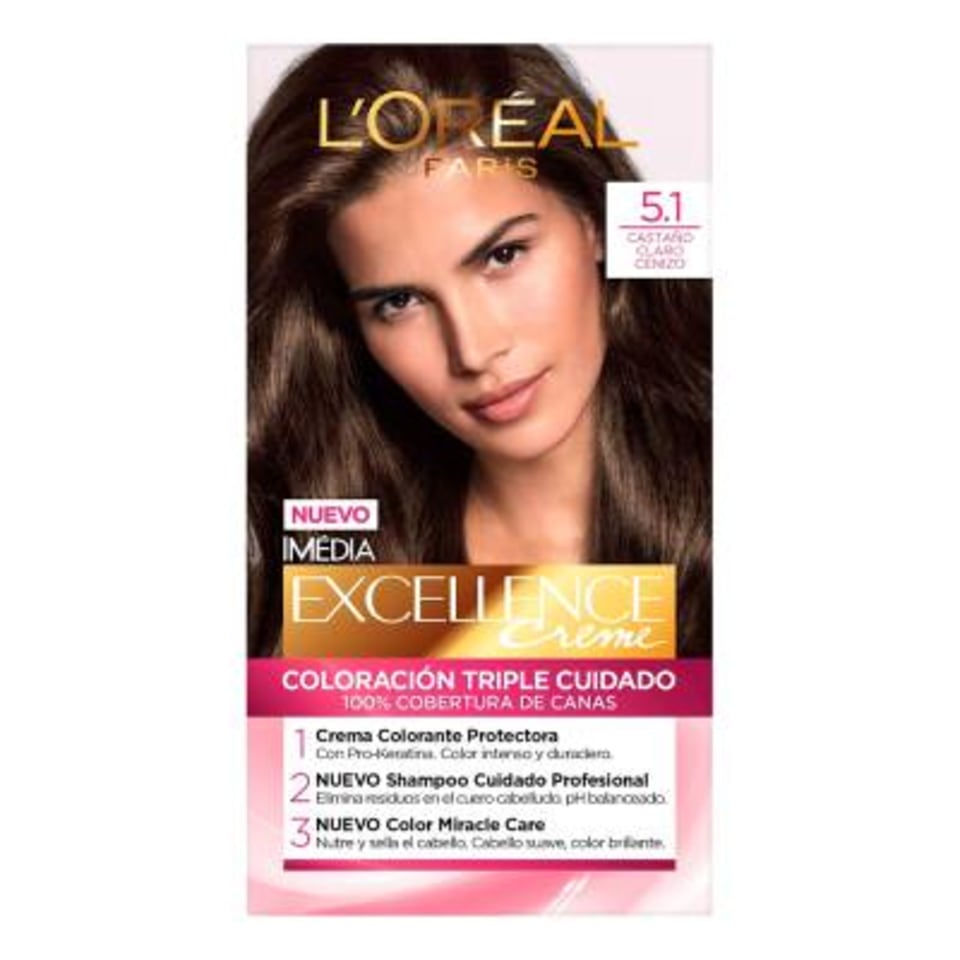 L'ORÉAL
PARIS
5.1
CASTAÑO
CLARO
CENIZO
NUEVO
IMÉDIA
EXCELLENCE
Creme
COLORACIÓN TRIPLE CUIDADO
100% COBERTURA DE CANAS
1 Crema Colorante Protectora
Con Pro-Keratina. Color intenso y duradero.
2 NUEVO Shampoo Cuidado Profesional
Elimina residuos en el cuero cabelludo. pH balanceado.
3 NUEVO Color Miracle Care
Nutre y sella el cabello. Cabello suave, color brillante.